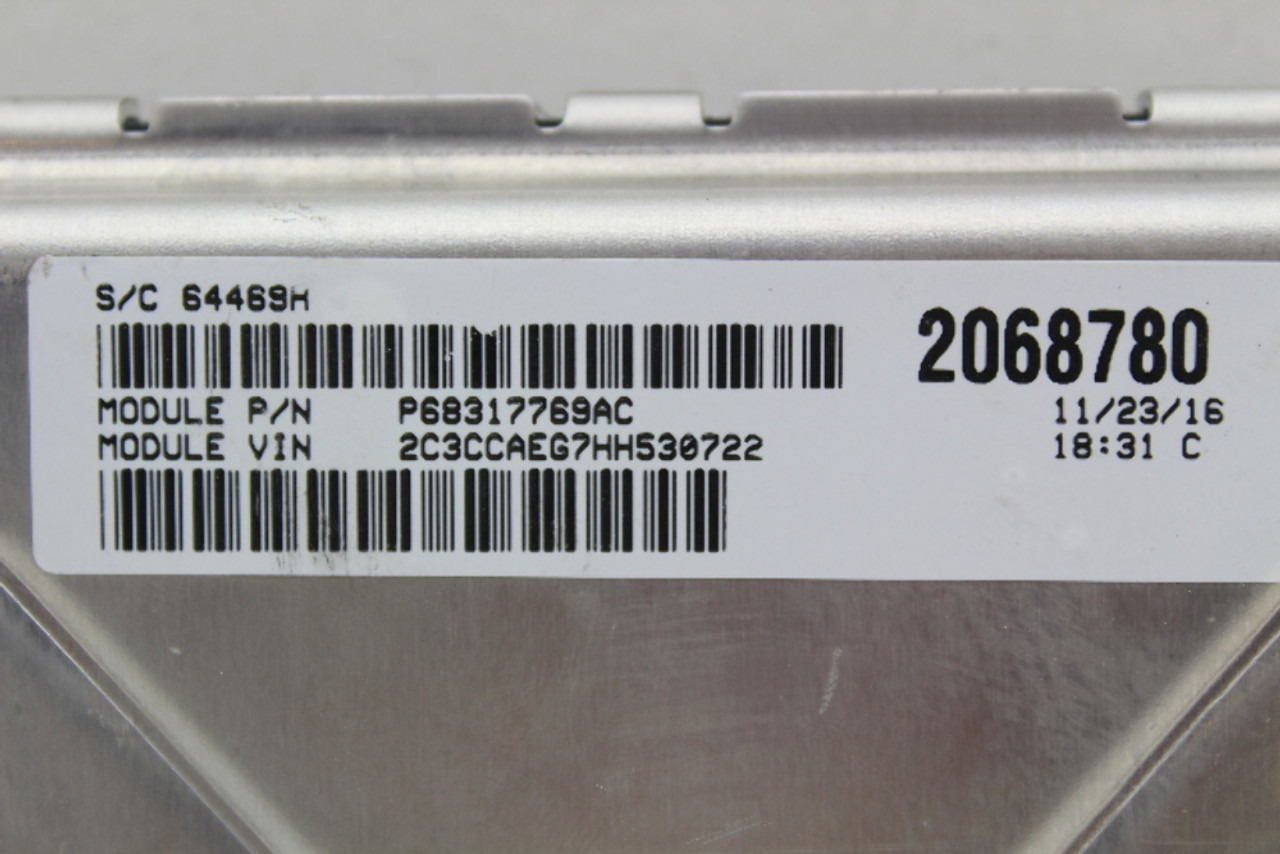 S/C 64469H
2068780
MODULE P/N P68317769AC 11/23/16
MODULE VIN 2C3CCAEG7HH530722 18:31 C